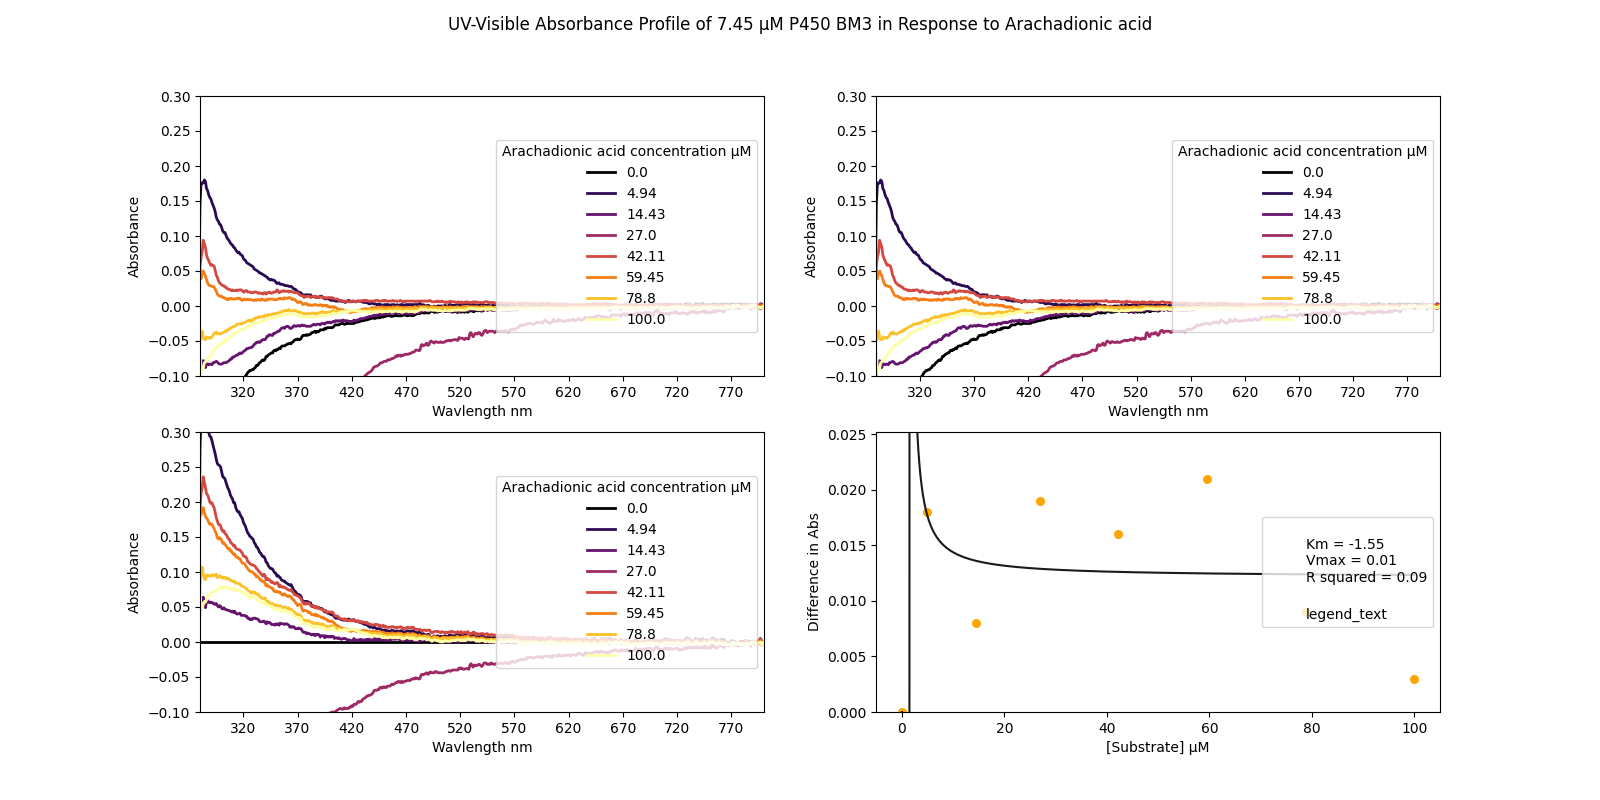 UV-Visible Absorbance Profile of 7.45 µM P450 BM3 in Response to Arachadionic acid
0.30
0.25
0.20
0.15
0.10
0.05
0.00
−0.05
−0.10
Absorbance
320 370 420 470 520 570 620 670 720 770
Wavlength nm
Arachadionic acid concentration µM
0.0
4.94
14.43
27.0
42.11
59.45
78.8
100.0
0.30
0.25
0.20
0.15
0.10
0.05
0.00
−0.05
−0.10
Absorbance
320 370 420 470 520 570 620 670 720 770
Wavlength nm
Arachadionic acid concentration µM
0.0
4.94
14.43
27.0
42.11
59.45
78.8
100.0
0.30
0.25
0.20
0.15
0.10
0.05
0.00
−0.05
−0.10
Absorbance
320 370 420 470 520 570 620 670 720 770
Wavlength nm
Arachadionic acid concentration µM
0.0
4.94
14.43
27.0
42.11
59.45
78.8
100.0
0.025
0.020
0.015
0.010
0.005
0.000
Difference in Abs
0 20 40 60 80 100
[Substrate] µM
Km = -1.55
Vmax = 0.01
R squared = 0.09
legend_text